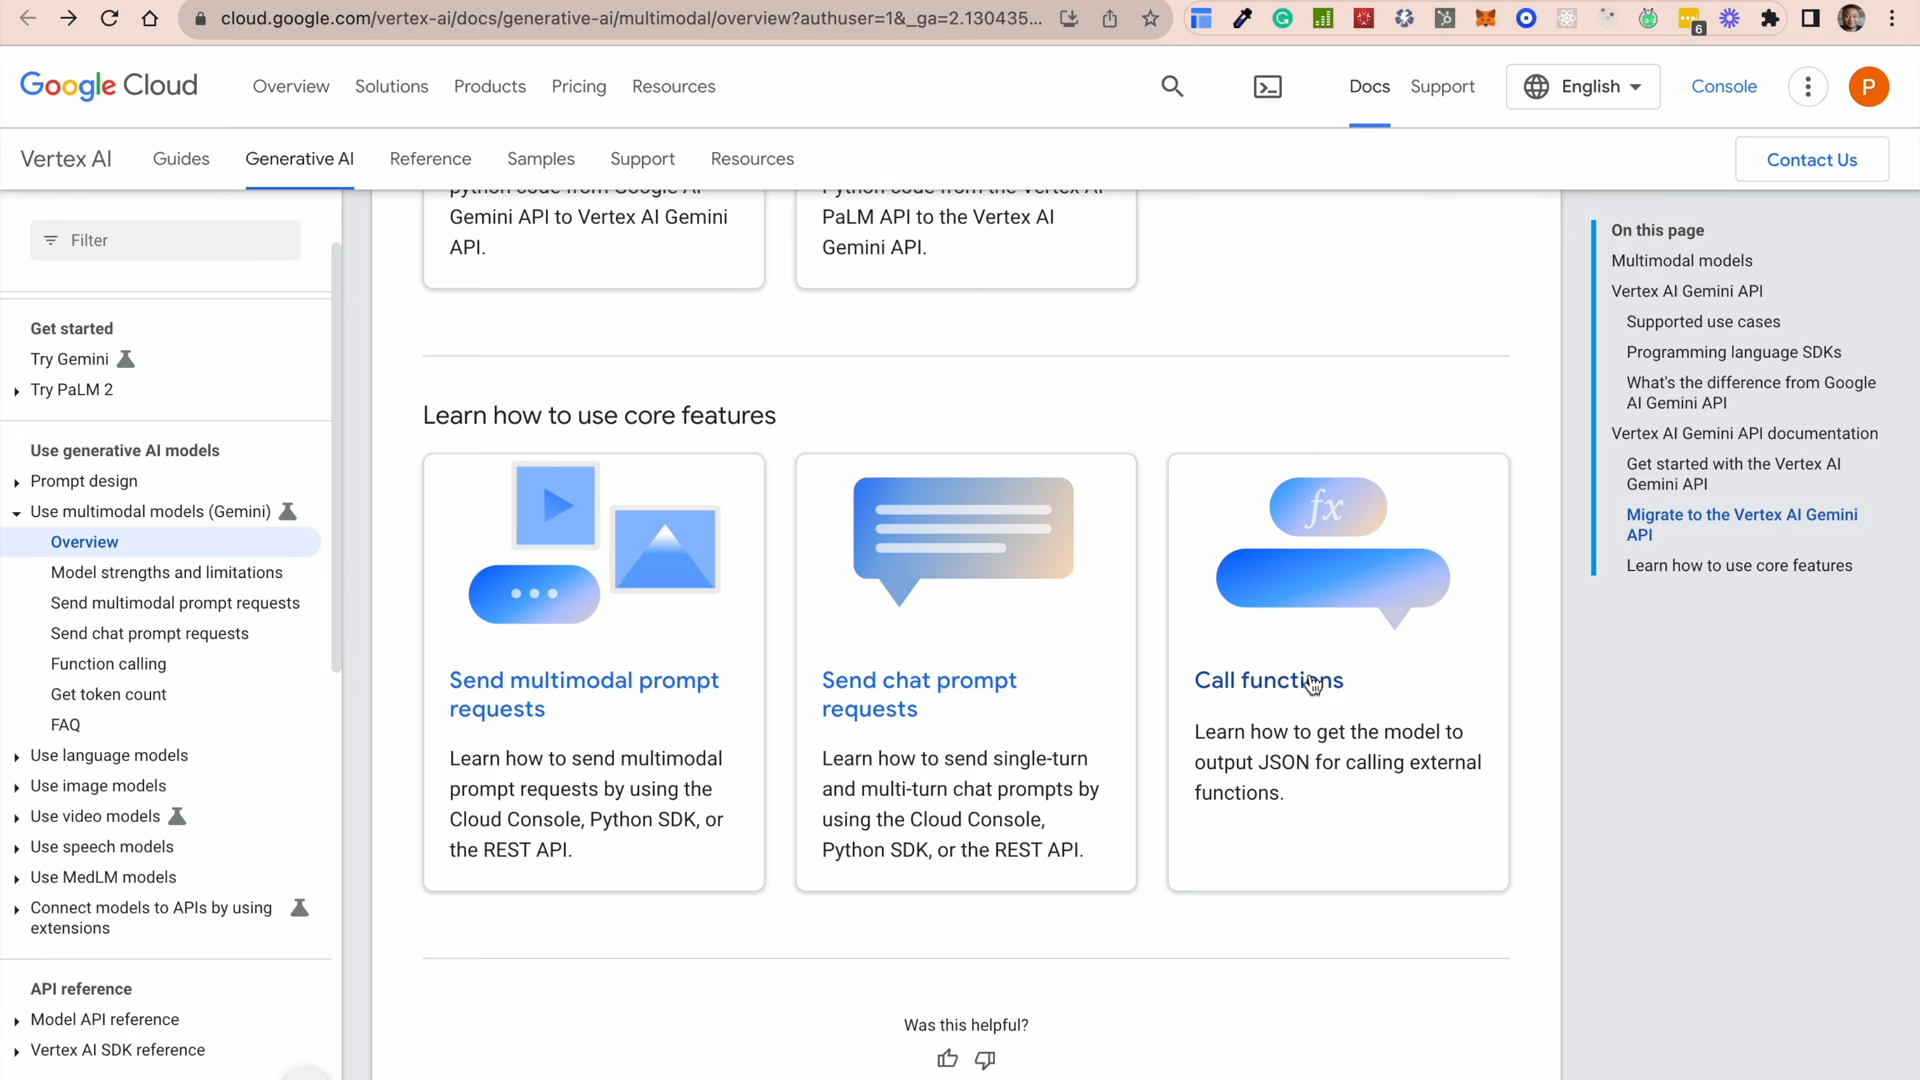 cloud.google.com/vertex-ai/docs/generative-ai/multimodal/overview?authuser=1&_ga=2.130435...
6
Google Cloud
Overview
Solutions
Products
Pricing
Resources
Docs
Support
English
Console
P
Vertex AI
Guides
Generative AI
Reference
Samples
Support
Resources
Contact Us
Filter
Get started
Try Gemini
Try PaLM 2
Use generative AI models
Prompt design
Use multimodal models (Gemini)
Overview
Model strengths and limitations
Send multimodal prompt requests
Send chat prompt requests
Function calling
Get token count
FAQ
Use language models
Use image models
Use video models
Use speech models
Use MedLM models
Connect models to APIs by using
extensions
API reference
Model API reference
Vertex AI SDK reference
python code from Google AI
Gemini API to Vertex AI Gemini
API.
Python code from the Vertex AI
PaLM API to the Vertex AI
Gemini API.
Learn how to use core features
Send multimodal prompt
requests
Learn how to send multimodal
prompt requests by using the
Cloud Console, Python SDK, or
the REST API.
Send chat prompt
requests
Learn how to send single-turn
and multi-turn chat prompts by
using the Cloud Console,
Python SDK, or the REST API.
fx
Call functions
Learn how to get the model to
output JSON for calling external
functions.
Was this helpful?
On this page
Multimodal models
Vertex AI Gemini API
Supported use cases
Programming language SDKs
What's the difference from Google
AI Gemini API
Vertex AI Gemini API documentation
Get started with the Vertex AI
Gemini API
Migrate to the Vertex AI Gemini
API
Learn how to use core features